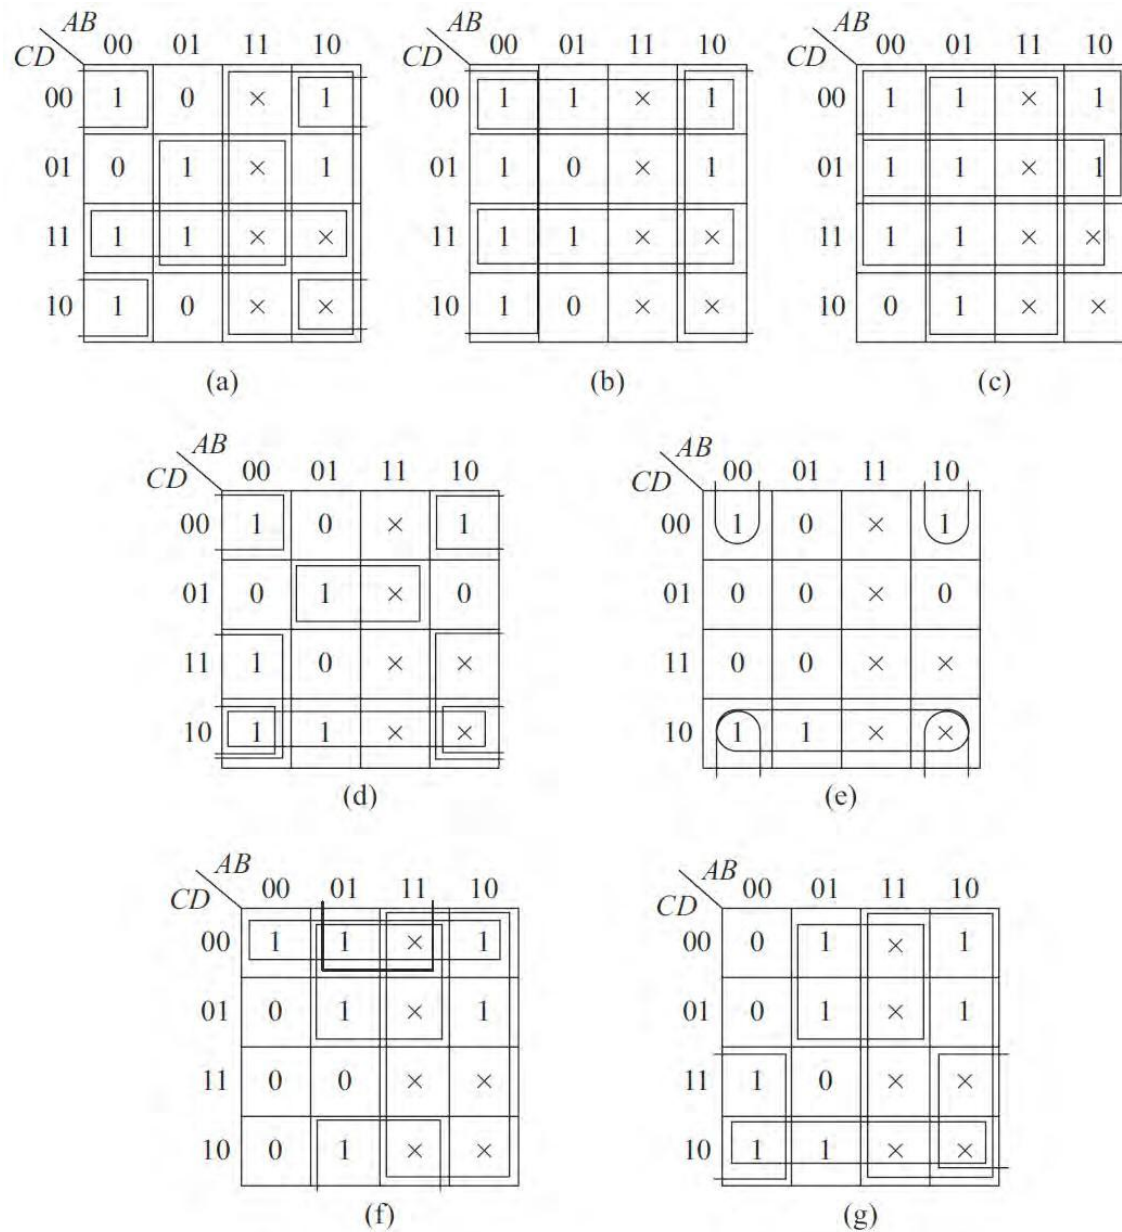 AB AB AB
CD 00 01 11 10 CD 00 01 11 10 CD 00 01 11 10
00 1 0 × 1 00 1 1 × 1 00 1 1 × 1
01 0 1 × 1 01 1 0 × 1 01 1 1 × 1
11 1 1 × × 11 1 1 × × 11 1 1 × ×
10 1 0 × × 10 1 0 × × 10 0 1 × ×
(a) (b) (c)
AB AB
CD 00 01 11 10 CD 00 01 11 10
00 1 0 × 1 00 1 0 × 1
01 0 1 × 0 01 0 0 × 0
11 1 0 × × 11 0 0 × ×
10 1 1 × × 10 1 1 × ×
(d) (e)
AB AB
CD 00 01 11 10 CD 00 01 11 10
00 1 1 × 1 00 0 1 × 1
01 0 1 × 1 01 0 1 × 1
11 0 0 × × 11 1 0 × ×
10 0 1 × × 10 1 1 × ×
(f) (g)